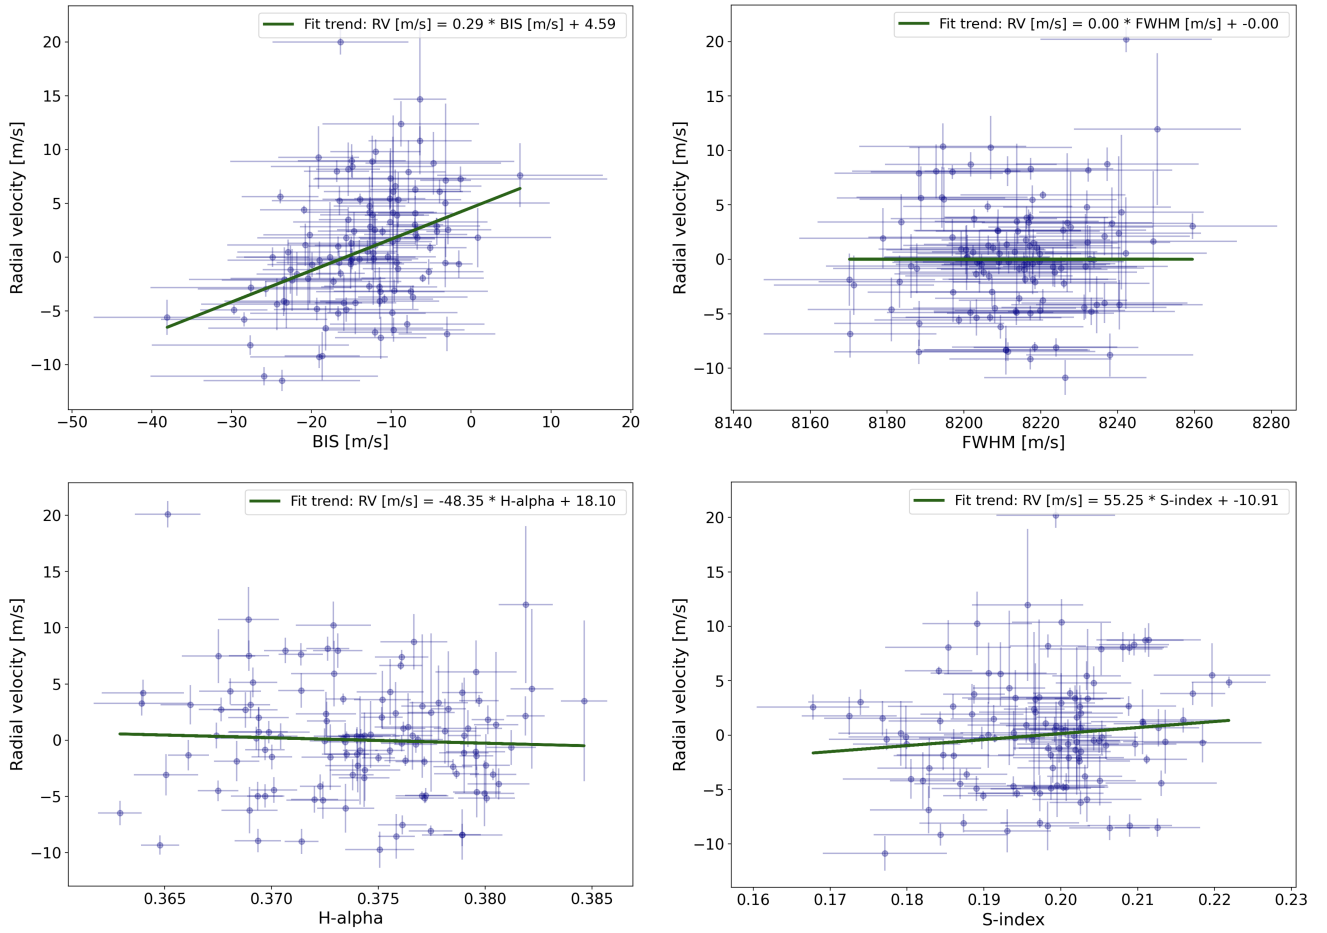 Fit trend: RV [m/s] = 0.29 * BIS [m/s] + 4.59
20
15
10
5
0
−5
−10
Radial velocity [m/s]
−50 −40 −30 −20 −10 0 10 20
BIS [m/s]
Fit trend: RV [m/s] = 0.00 * FWHM [m/s] + -0.00
20
15
10
5
0
−5
−10
Radial velocity [m/s]
8140 8160 8180 8200 8220 8240 8260 8280
FWHM [m/s]
Fit trend: RV [m/s] = -48.35 * H-alpha + 18.10
20
15
10
5
0
−5
−10
Radial velocity [m/s]
0.365 0.370 0.375 0.380 0.385
H-alpha
Fit trend: RV [m/s] = 55.25 * S-index + -10.91
20
15
10
5
0
−5
−10
Radial velocity [m/s]
0.16 0.17 0.18 0.19 0.20 0.21 0.22 0.23
S-index